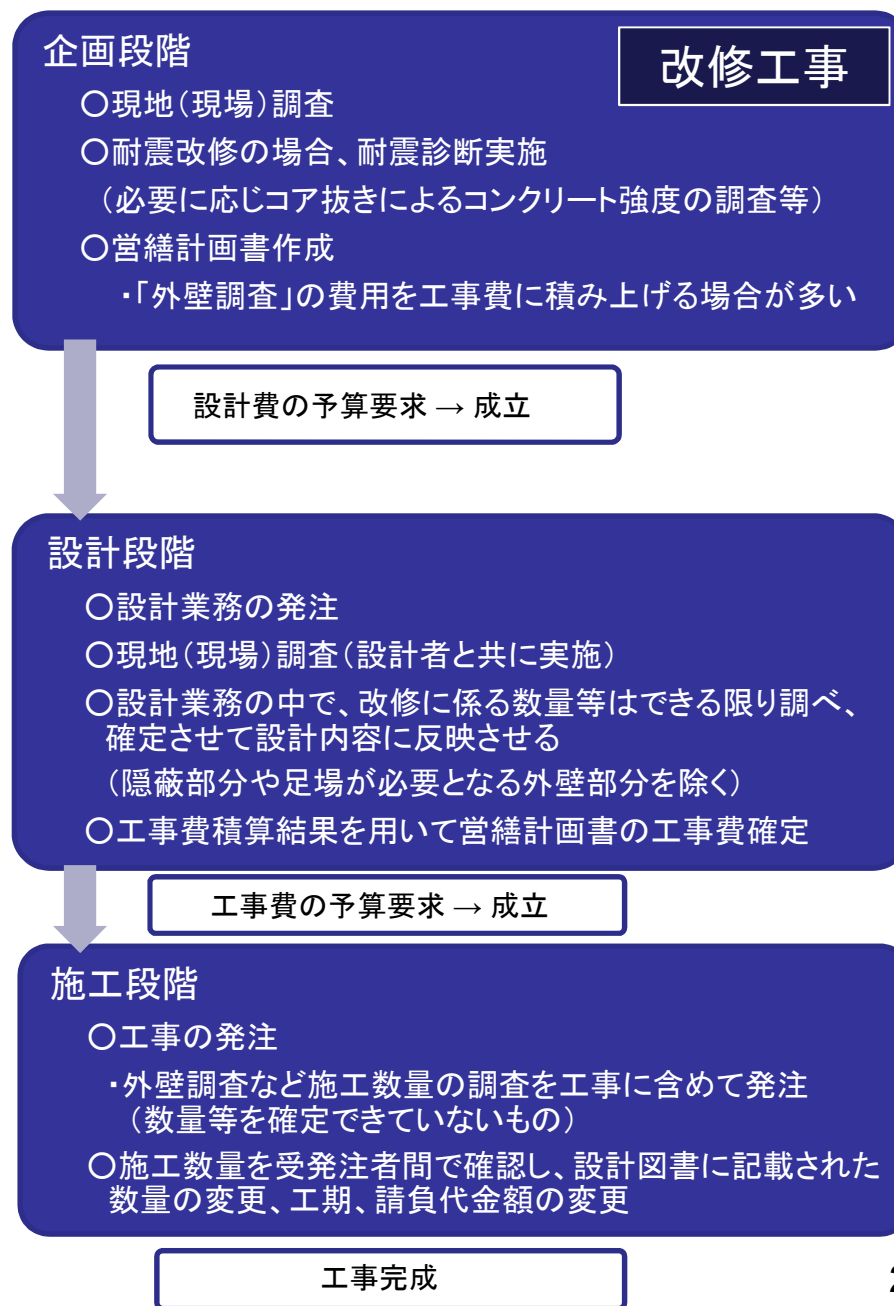 企画段階
改修工事
〇現地(現場)調査
〇耐震改修の場合、耐震診断実施
(必要に応じコア抜きによるコンクリート強度の調査等)
〇営繕計画書作成
・「外壁調査」の費用を工事費に積み上げる場合が多い
設計費の予算要求 → 成立
設計段階
〇設計業務の発注
〇現地(現場)調査(設計者と共に実施)
〇設計業務の中で、改修に係る数量等はできる限り調べ、
確定させて設計内容に反映させる
(隠蔽部分や足場が必要となる外壁部分を除く)
〇工事費積算結果を用いて営繕計画書の工事費確定
工事費の予算要求 → 成立
施工段階
〇工事の発注
・外壁調査など施工数量の調査を工事に含めて発注
(数量等を確定できていないもの)
〇施工数量を受発注者間で確認し、設計図書に記載された
数量の変更、工期、請負代金額の変更
工事完成